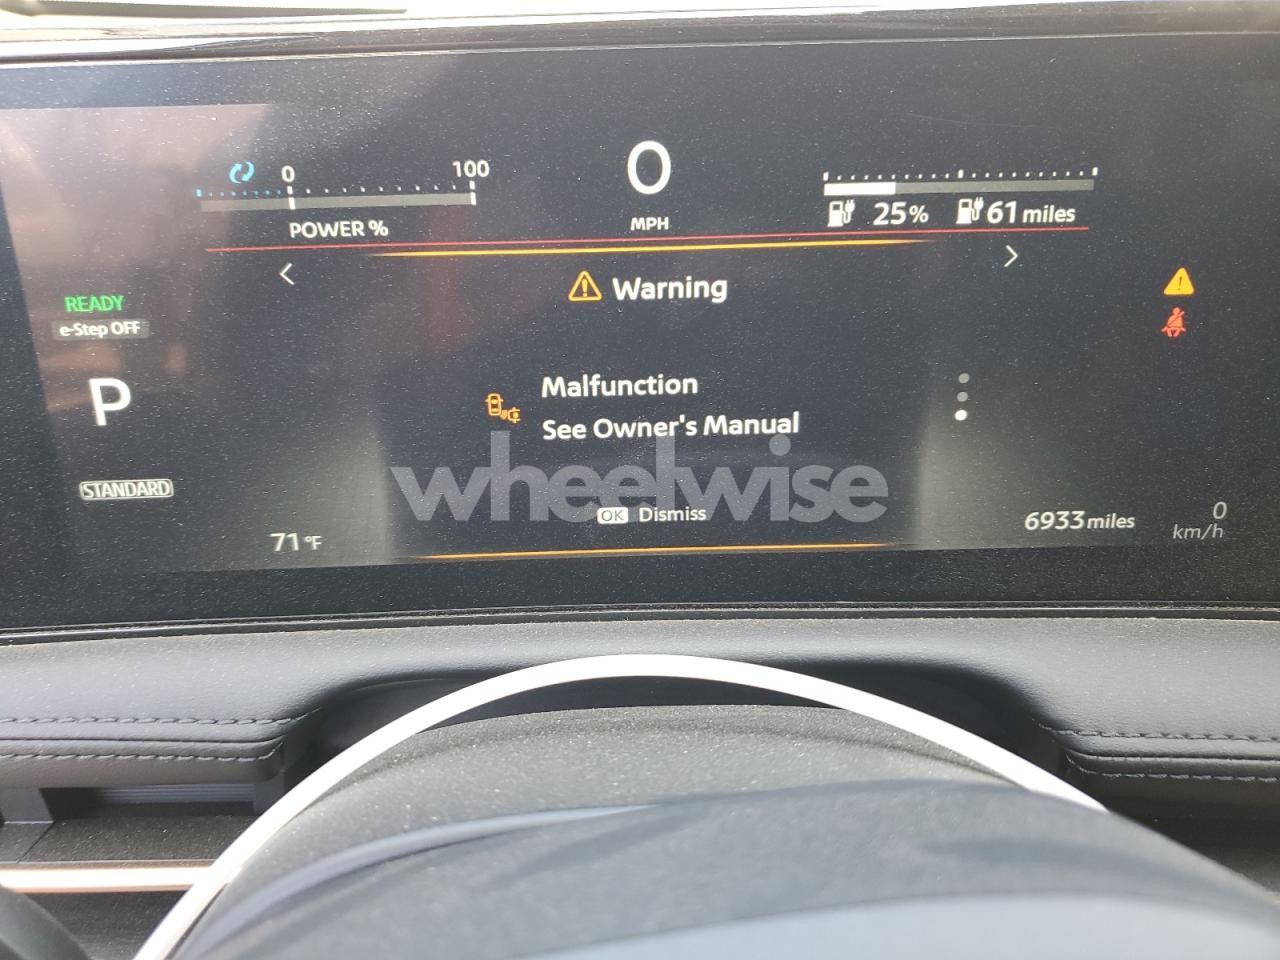 0
100
POWER %
0
MPH
25%
61 miles
Warning
READY
e-Step OFF
P
STANDARD
Malfunction
See Owner's Manual
wheelwise
OK Dismiss
71°F
6933 miles
0
km/h